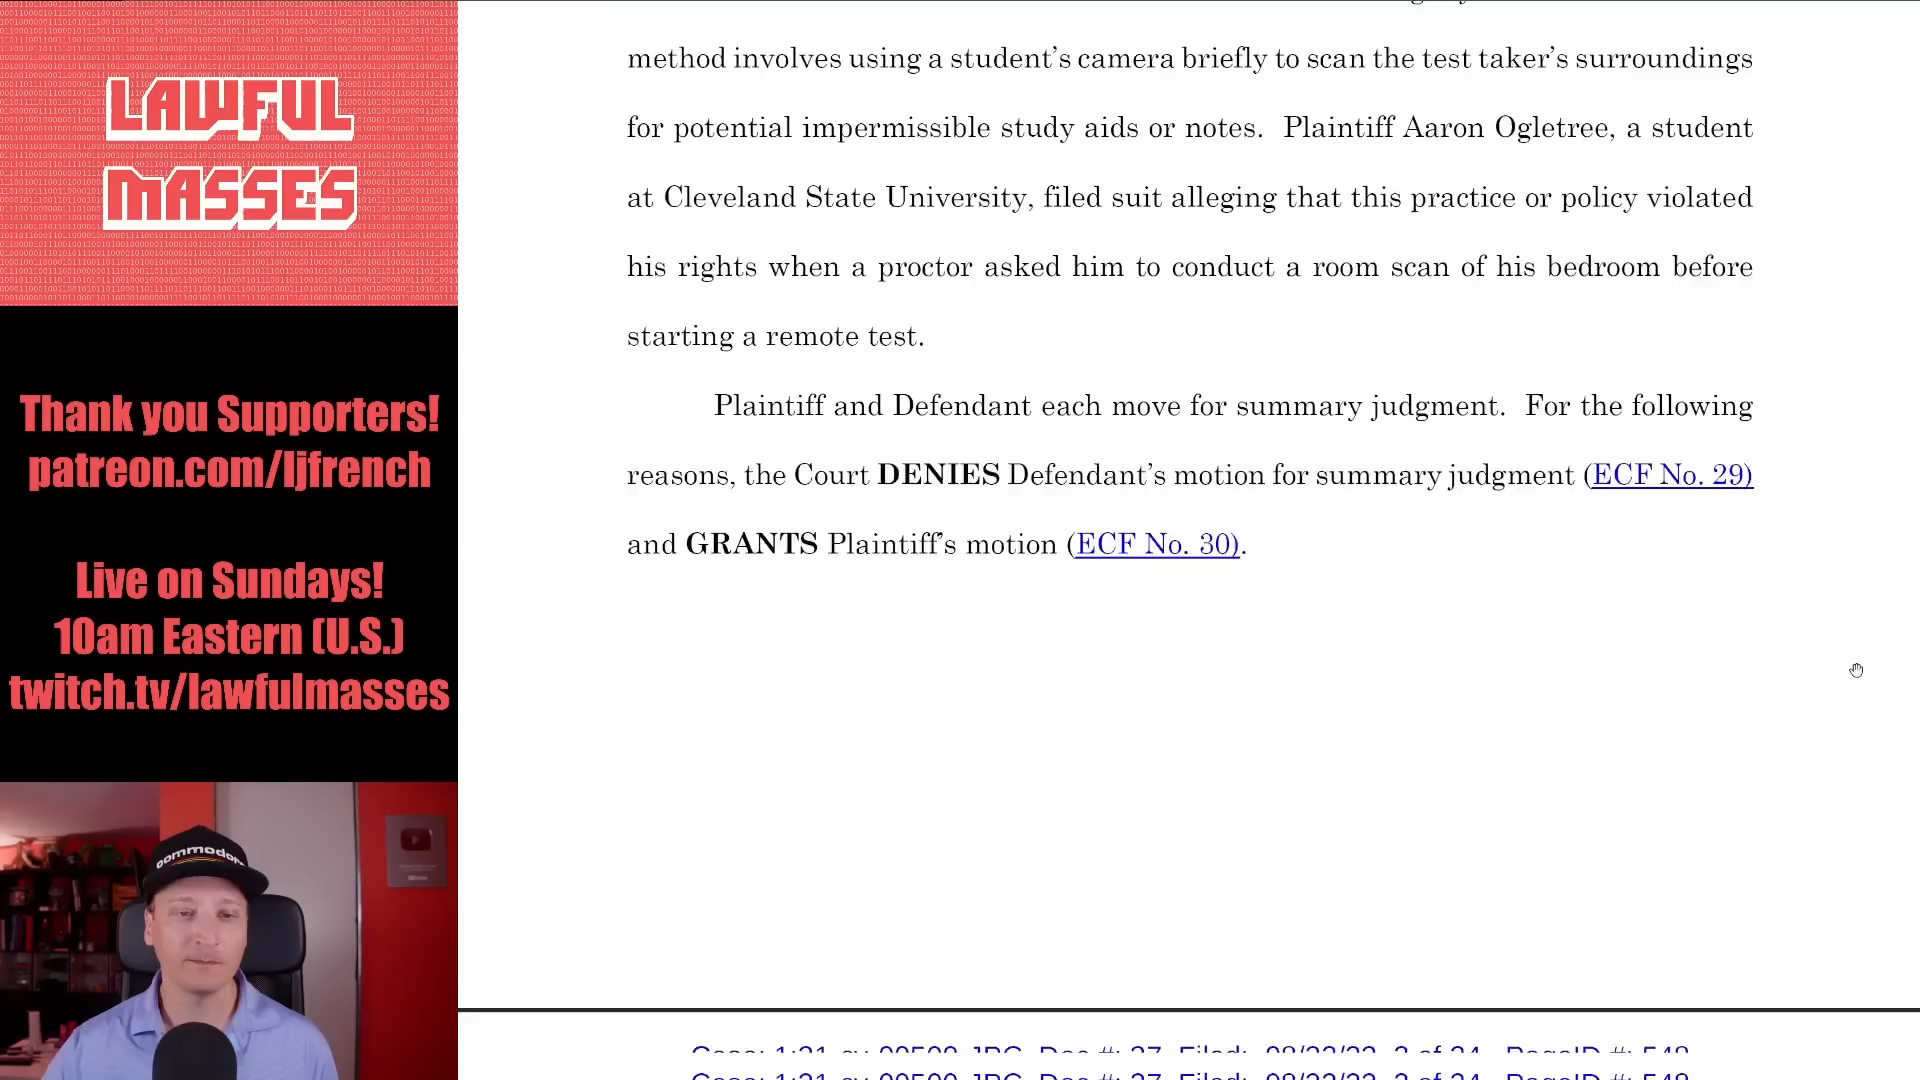 LAWFUL
MASSES
Thank you Supporters!
patreon.com/ljfrench
Live on Sundays!
10am Eastern (U.S.)
twitch.tv/lawfulmasses
commodore
method involves using a student’s camera briefly to scan the test taker’s surroundings
for potential impermissible study aids or notes.  Plaintiff Aaron Ogletree, a student
at Cleveland State University, filed suit alleging that this practice or policy violated
his rights when a proctor asked him to conduct a room scan of his bedroom before
starting a remote test.
Plaintiff and Defendant each move for summary judgment.  For the following
reasons, the Court DENIES Defendant’s motion for summary judgment (ECF No. 29)
and GRANTS Plaintiff’s motion (ECF No. 30).